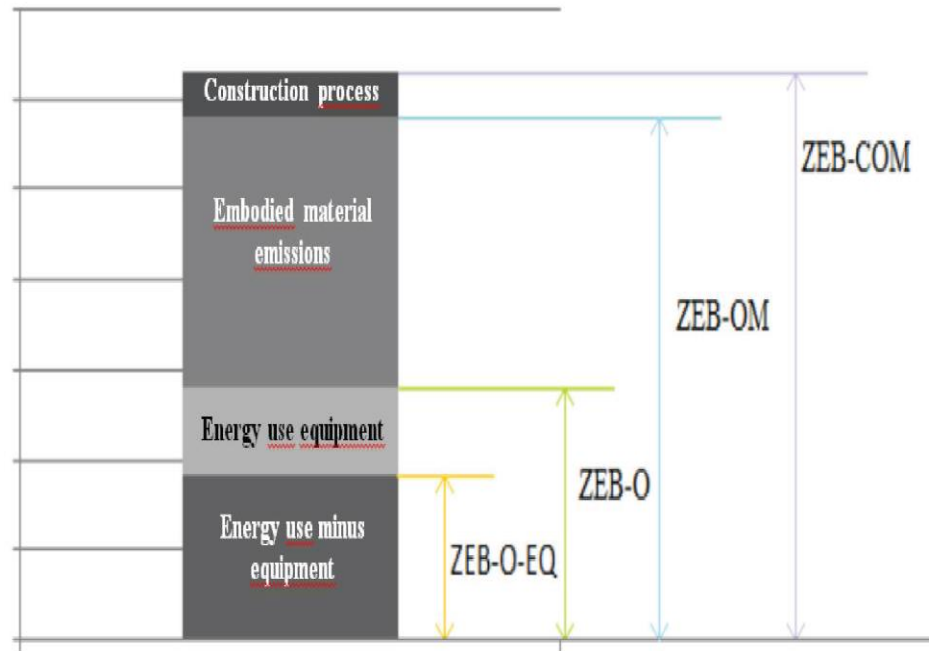 Construction process
Embodied material
emissions
Energy use equipment
Energy use minus
equipment
ZEB-O-EQ
ZEB-O
ZEB-OM
ZEB-COM